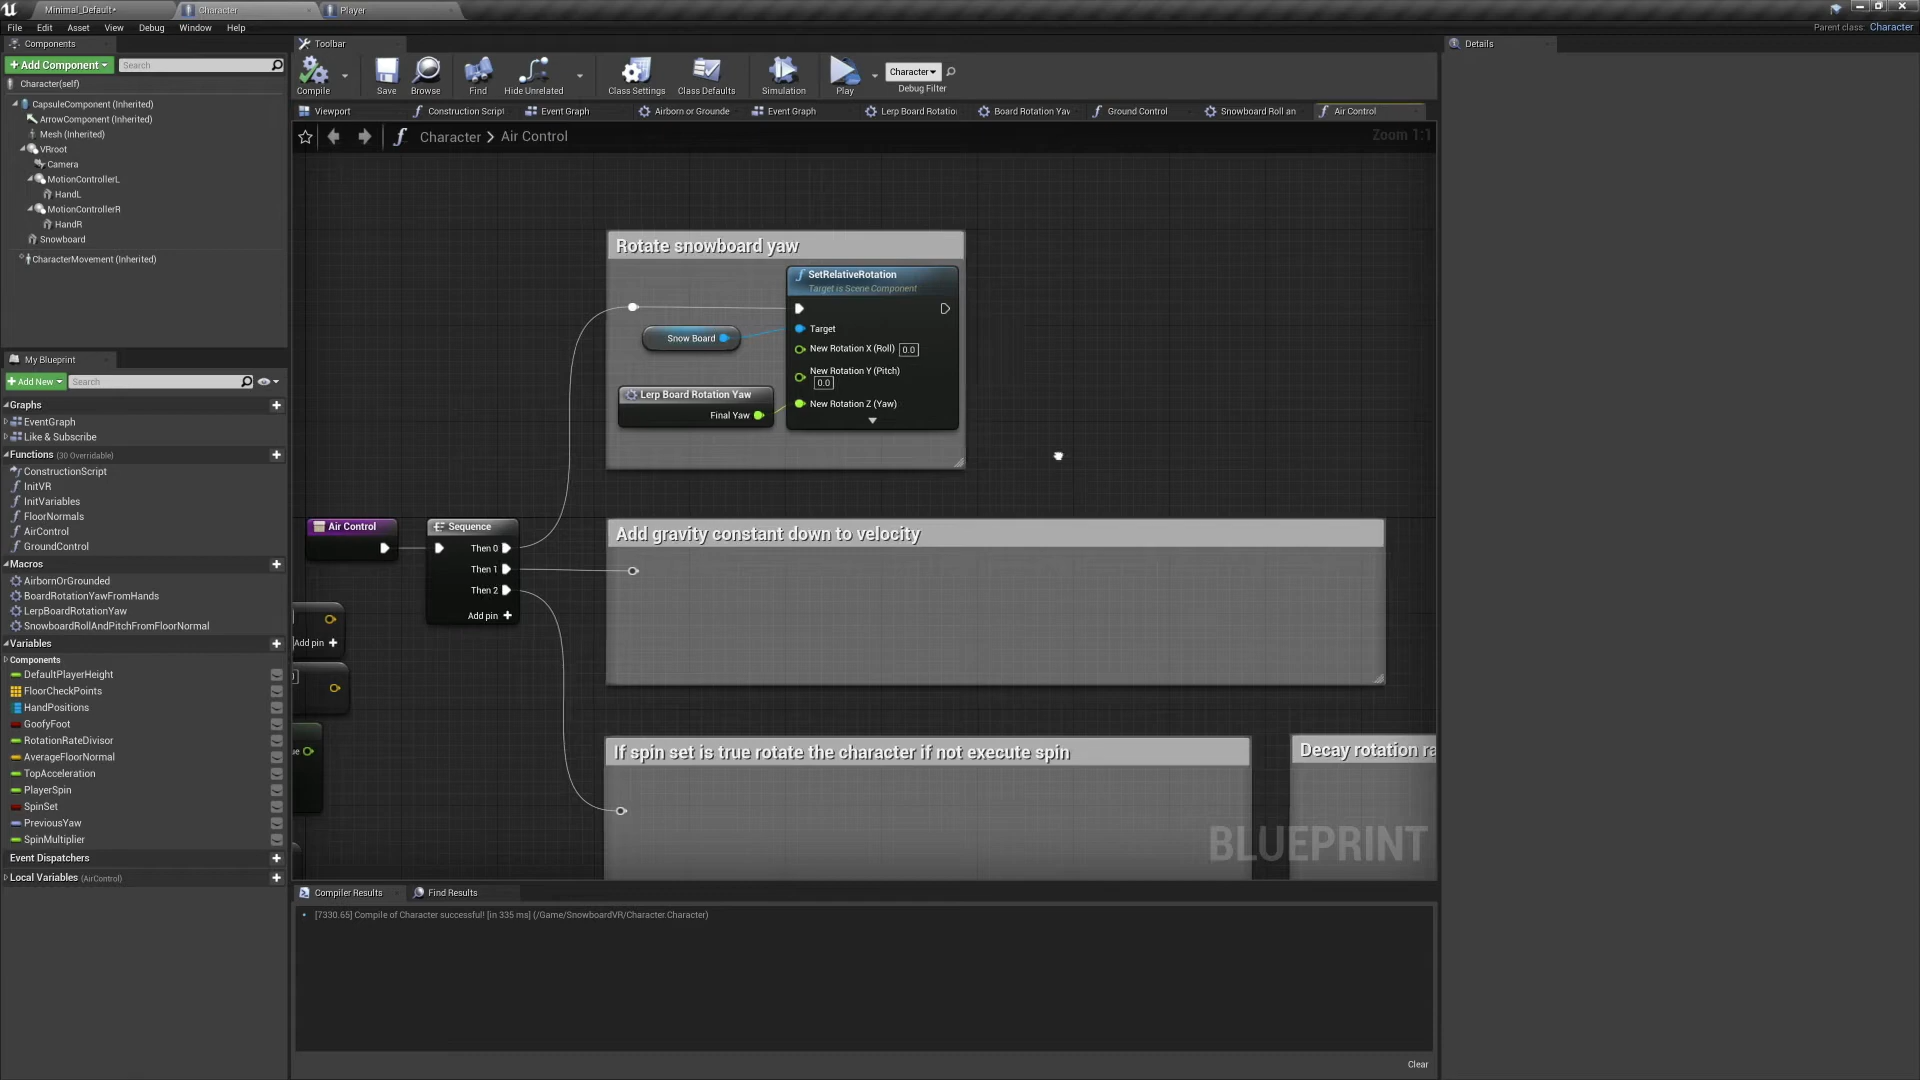 Minimal_Default•
Character
Player
File
Edit
Asset
View
Debug
Window
Help
Parent class: Character
Components
Toolbar
Details
+ Add Component
Search
Character(self)
CapsuleComponent (Inherited)
ArrowComponent (Inherited)
Mesh (Inherited)
VRroot
Camera
MotionControllerL
HandL
MotionControllerR
HandR
Snowboard
CharacterMovement (Inherited)
Compile
Save
Browse
Find
Hide Unrelated
Class Settings
Class Defaults
Simulation
Play
Character
Debug Filter
Viewport
Construction Script
Event Graph
Airborn or Grounde
Event Graph
Lerp Board Rotatio
Board Rotation Yaw
Ground Control
Snowboard Roll an
Air Control
Character > Air Control
Zoom 1:1
Rotate snowboard yaw
SetRelativeRotation
Target is Scene Component
Target
Snow Board
New Rotation X (Roll) 0.0
New Rotation Y (Pitch)
0.0
Lerp Board Rotation Yaw
Final Yaw
New Rotation Z (Yaw)
Air Control
Sequence
Then 0
Then 1
Then 2
Add pin +
Add pin +
Add gravity constant down to velocity
If spin set is true rotate the character if not execute spin
Decay rotation ra
BLUEPRINT
My Blueprint
+ Add New
Search
Graphs
EventGraph
Like & Subscribe
Functions (30 Overridable)
ConstructionScript
InitVR
InitVariables
FloorNormals
AirControl
GroundControl
Macros
AirbornOrGrounded
BoardRotationYawFromHands
LerpBoardRotationYaw
SnowboardRollAndPitchFromFloorNormal
Variables
Components
DefaultPlayerHeight
FloorCheckPoints
HandPositions
GoofyFoot
RotationRateDivisor
AverageFloorNormal
TopAcceleration
PlayerSpin
SpinSet
PreviousYaw
SpinMultiplier
Event Dispatchers
Local Variables (AirControl)
Compiler Results
Find Results
[7330.65] Compile of Character successful! [in 335 ms] (/Game/SnowboardVR/Character.Character)
Clear